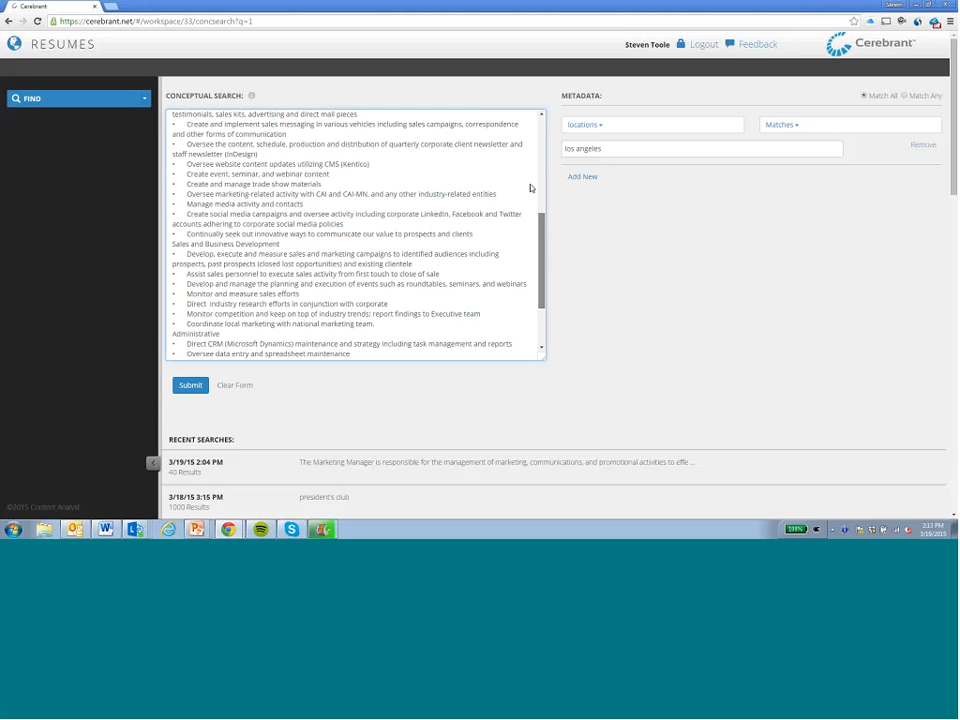 Cerebrant
Steven
https://cerebrant.net/#/workspace/33/concsearch?q=1
RESUMES
Steven Toole
Logout
Feedback
Cerebrant™
FIND
CONCEPTUAL SEARCH:
METADATA:
Match All
Match Any
testimonials, sales kits, advertising and direct mail pieces
• Create and implement sales messaging in various vehicles including sales campaigns, correspondence
and other forms of communication
• Oversee the content, schedule, production and distribution of quarterly corporate client newsletter and
staff newsletter (InDesign)
• Oversee website content updates utilizing CMS (Kentico)
• Create event, seminar, and webinar content
• Create and manage trade show materials
• Oversee marketing-related activity with CAI and CAI-MN, and any other industry-related entities
• Manage media activity and contacts
• Create social media campaigns and oversee activity including corporate LinkedIn, Facebook and Twitter
accounts adhering to corporate social media policies
• Continually seek out innovative ways to communicate our value to prospects and clients
Sales and Business Development
• Develop, execute and measure sales and marketing campaigns to identified audiences including
prospects, past prospects (closed lost opportunities) and existing clientele
• Assist sales personnel to execute sales activity from first touch to close of sale
• Develop and manage the planning and execution of events such as roundtables, seminars, and webinars
• Monitor and measure sales efforts
• Direct industry research efforts in conjunction with corporate
• Monitor competition and keep on top of industry trends; report findings to Executive team
• Coordinate local marketing with national marketing team.
Administrative
• Direct CRM (Microsoft Dynamics) maintenance and strategy including task management and reports
• Oversee data entry and spreadsheet maintenance
locations
Matches
los angeles
Remove
Add New
Submit
Clear Form
RECENT SEARCHES:
3/19/15 2:04 PM
The Marketing Manager is responsible for the management of marketing, communications, and promotional activities to effe ...
40 Results
3/18/15 3:15 PM
president's club
1000 Results
©2015 Content Analyst
100%
2:13 PM
3/19/2015